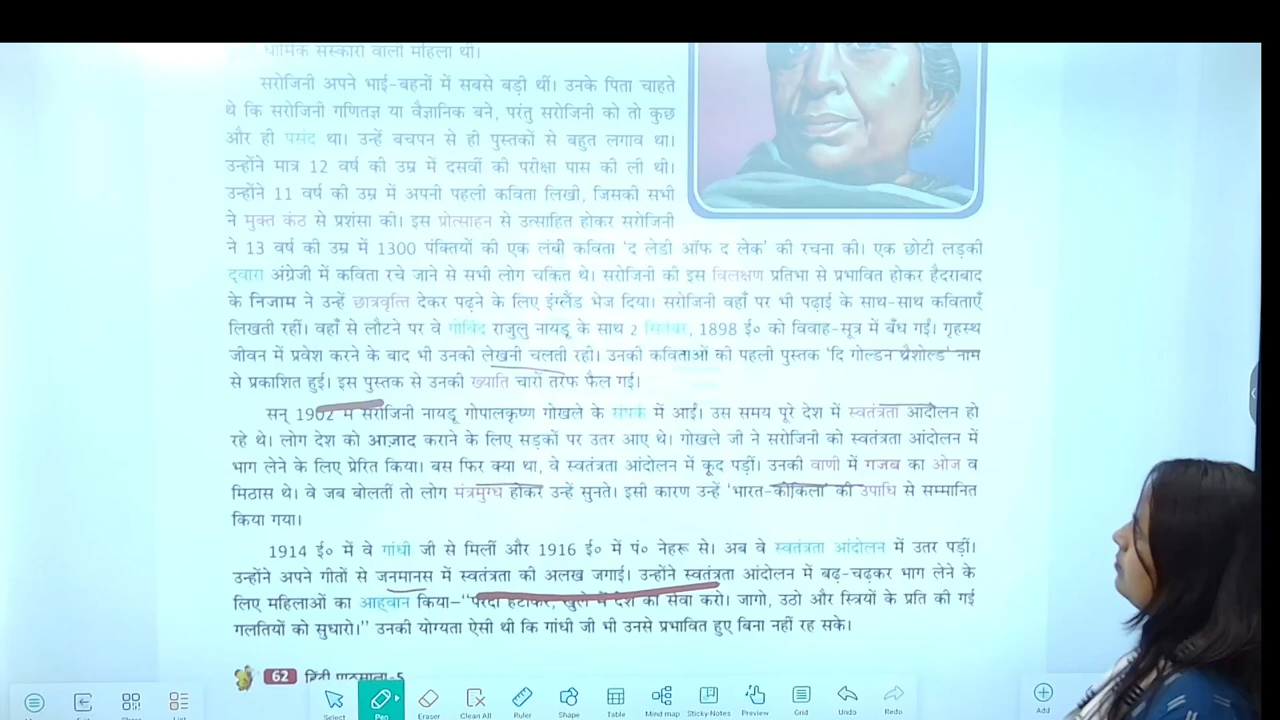 धार्मिक संस्कारों वाली महिला थीं।
सरोजिनी अपने भाई-बहनों में सबसे बड़ी थीं। उनके पिता चाहते
थे कि सरोजिनी गणितज्ञ या वैज्ञानिक बने, परंतु सरोजिनी को तो कुछ
और ही पसंद था। उन्हें बचपन से ही पुस्तकों से बहुत लगाव था।
उन्होंने मात्र 12 वर्ष की उम्र में दसवीं की परीक्षा पास की ली थी।
उन्होंने 11 वर्ष की उम्र में अपनी पहली कविता लिखी, जिसकी सभी
ने मुक्त कंठ से प्रशंसा की। इस प्रोत्साहन से उत्साहित होकर सरोजिनी
ने 13 वर्ष की उम्र में 1300 पंक्तियों की एक लंबी कविता 'द लेडी ऑफ द लेक' की रचना की। एक छोटी लड़की
द्वारा अंग्रेजी में कविता रचे जाने से सभी लोग चकित थे। सरोजिनी की इस विलक्षण प्रतिभा से प्रभावित होकर हैदराबाद
के निजाम ने उन्हें छात्रवृत्ति देकर पढ़ने के लिए इंग्लैंड भेज दिया। सरोजिनी वहाँ पर भी पढ़ाई के साथ-साथ कविताएँ
लिखती रहीं। वहाँ से लौटने पर वे गोविंद राजुलु नायडू के साथ 2 सितंबर, 1898 ई० को विवाह-सूत्र में बँध गईं। गृहस्थ
जीवन में प्रवेश करने के बाद भी उनकी लेखनी चलती रही। उनकी कविताओं की पहली पुस्तक 'दि गोल्डन थ्रैशोल्ड' नाम
से प्रकाशित हुई। इस पुस्तक से उनकी ख्याति चारों तरफ फैल गई।
सन् 1902 में सरोजिनी नायडू गोपालकृष्ण गोखले के संपर्क में आईं। उस समय पूरे देश में स्वतंत्रता आंदोलन हो
रहे थे। लोग देश को आज़ाद कराने के लिए सड़कों पर उतर आए थे। गोखले जी ने सरोजिनी को स्वतंत्रता आंदोलन में
भाग लेने के लिए प्रेरित किया। बस फिर क्या था, वे स्वतंत्रता आंदोलन में कूद पड़ीं। उनकी वाणी में गजब का ओज व
मिठास थे। वे जब बोलतीं तो लोग मंत्रमुग्ध होकर उन्हें सुनते। इसी कारण उन्हें 'भारत-कोकिला' की उपाधि से सम्मानित
किया गया।
1914 ई० में वे गांधी जी से मिलीं और 1916 ई० में पं० नेहरू से। अब वे स्वतंत्रता आंदोलन में उतर पड़ीं।
उन्होंने अपने गीतों से जनमानस में स्वतंत्रता की अलख जगाई। उन्होंने स्वतंत्रता आंदोलन में बढ़-चढ़कर भाग लेने के
लिए महिलाओं का आह्वान किया–"परदा हटाकर, खुले में देश की सेवा करो। जागो, उठो और स्त्रियों के प्रति की गई
गलतियों को सुधारो।" उनकी योग्यता ऐसी थी कि गांधी जी भी उनसे प्रभावित हुए बिना नहीं रह सके।
62 हिंदी पाठमाला-5
Select Pen Eraser Clean All Ruler Shape Table Mind map Sticky-Notes Preview Grid Undo Redo Add